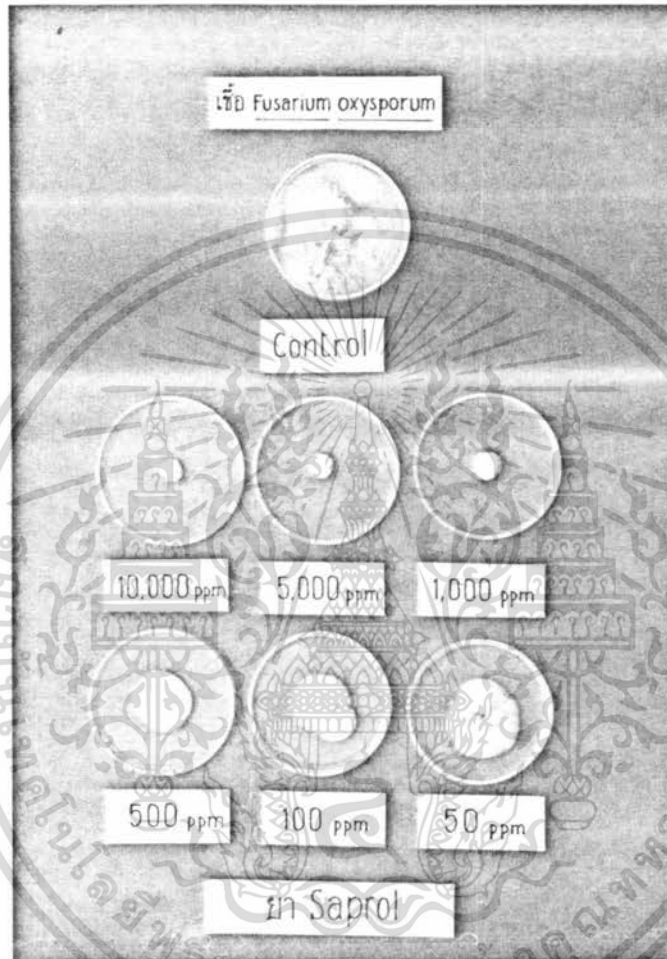 เชื้อ Fusarium oxysporum
Control
10,000 ppm 5,000 ppm 1,000 ppm
500 ppm 100 ppm 50 ppm
ยา Saprol